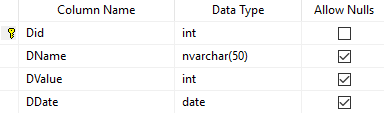 Column Name Data Type Allow Nulls
Did int
DName nvarchar(50)
DValue int
DDate date